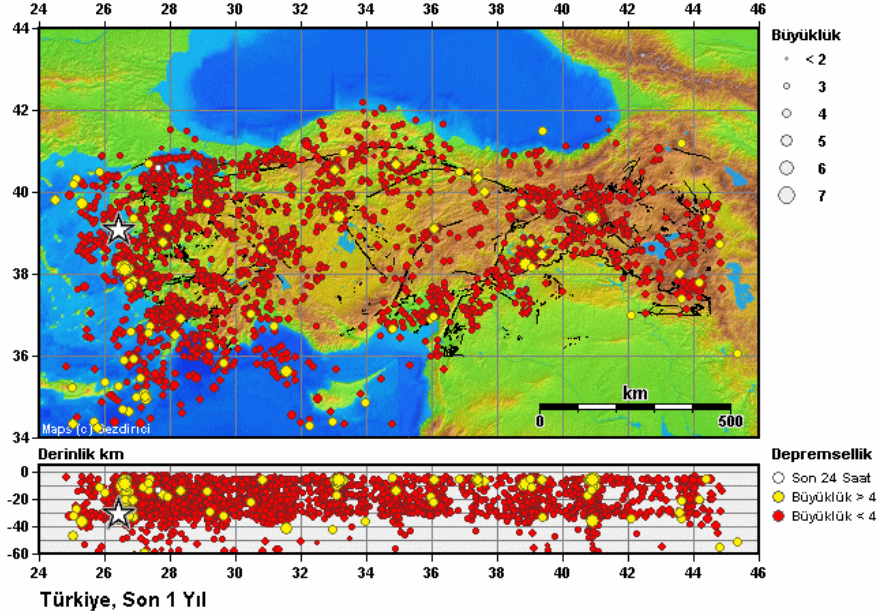 24 26 28 30 32 34 36 38 40 42 44 46
44
42
40
38
36
34
Büyüklük
< 2
3
4
5
6
7
km
0 500
Maps (c) Sezdirici
Derinlik km
0
-20
-40
-60
24 26 28 30 32 34 36 38 40 42 44 46
Depremsellik
Son 24 Saat
Büyüklük > 4
Büyüklük < 4
Türkiye, Son 1 Yıl